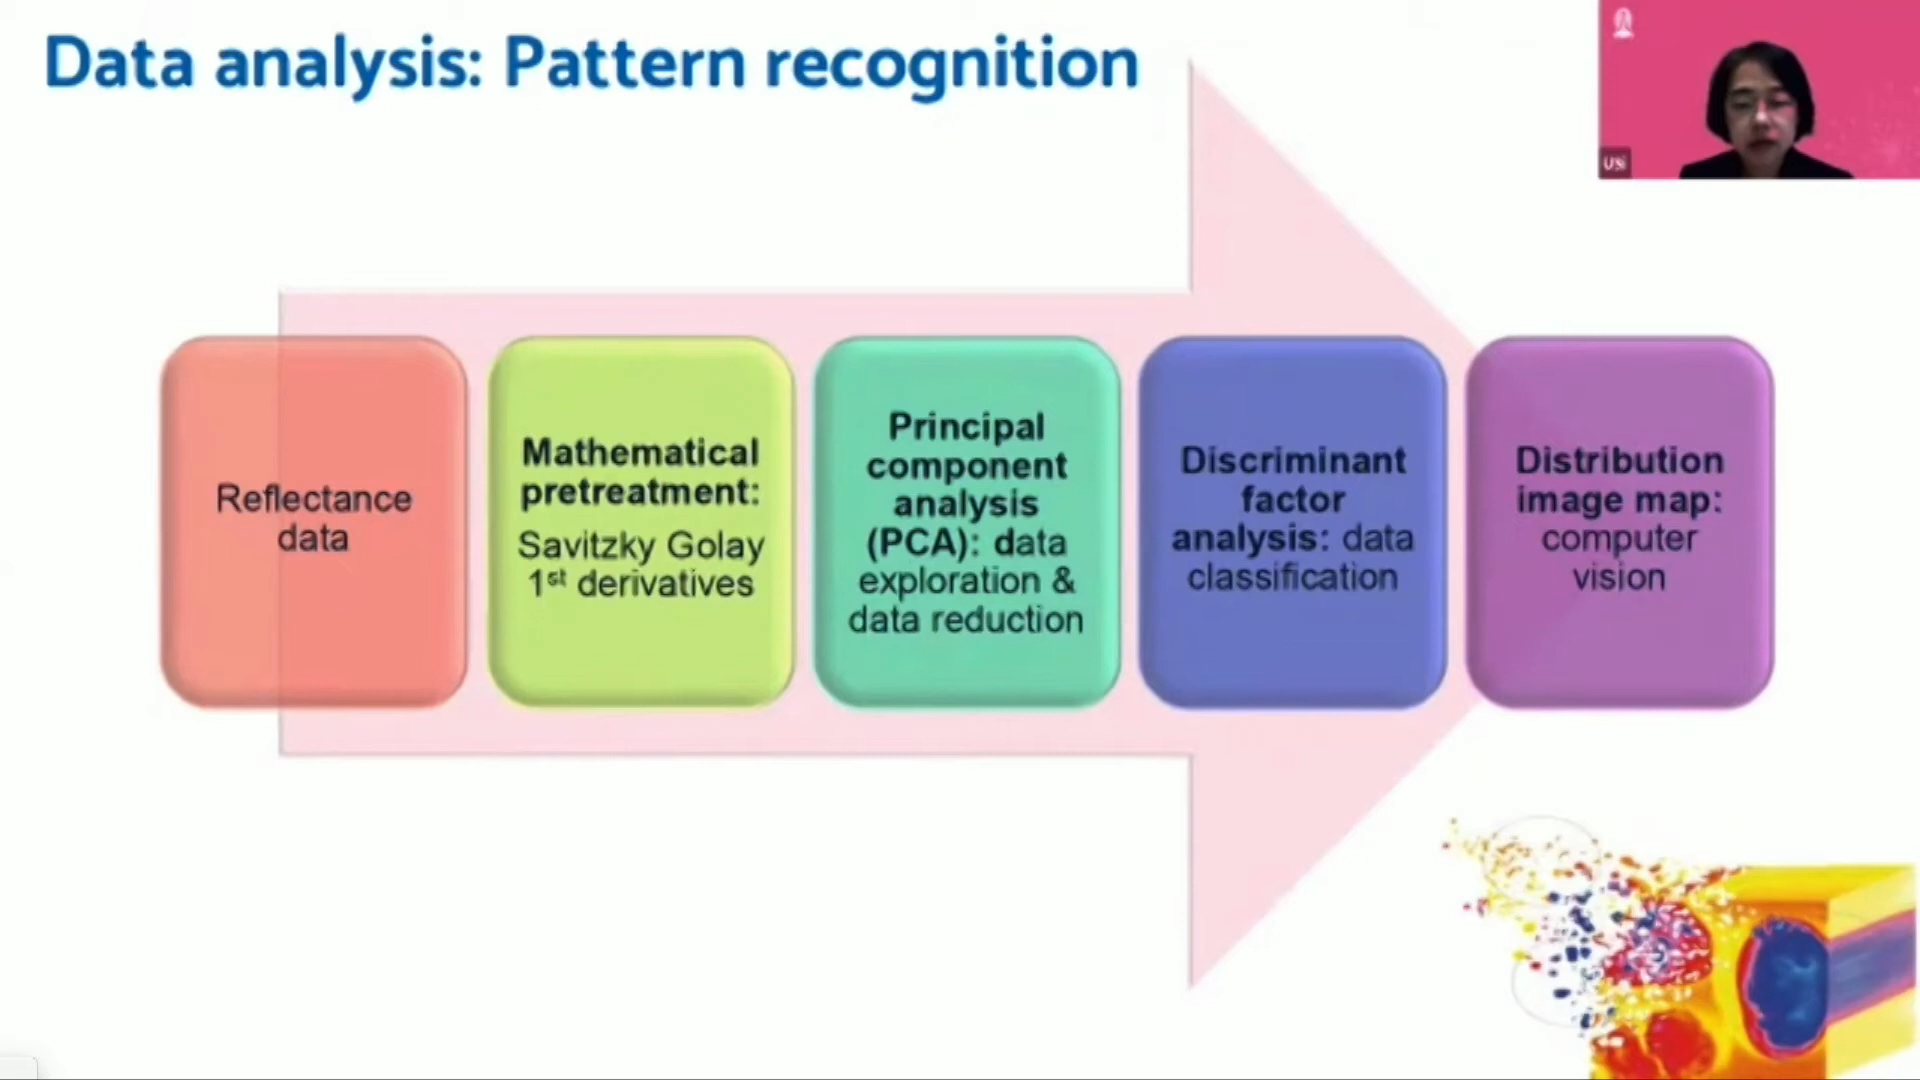 Data analysis: Pattern recognition
USi
Reflectance
data
Mathematical
pretreatment:
Savitzky Golay
1st derivatives
Principal
component
analysis
(PCA): data
exploration &
data reduction
Discriminant
factor
analysis: data
classification
Distribution
image map:
computer
vision